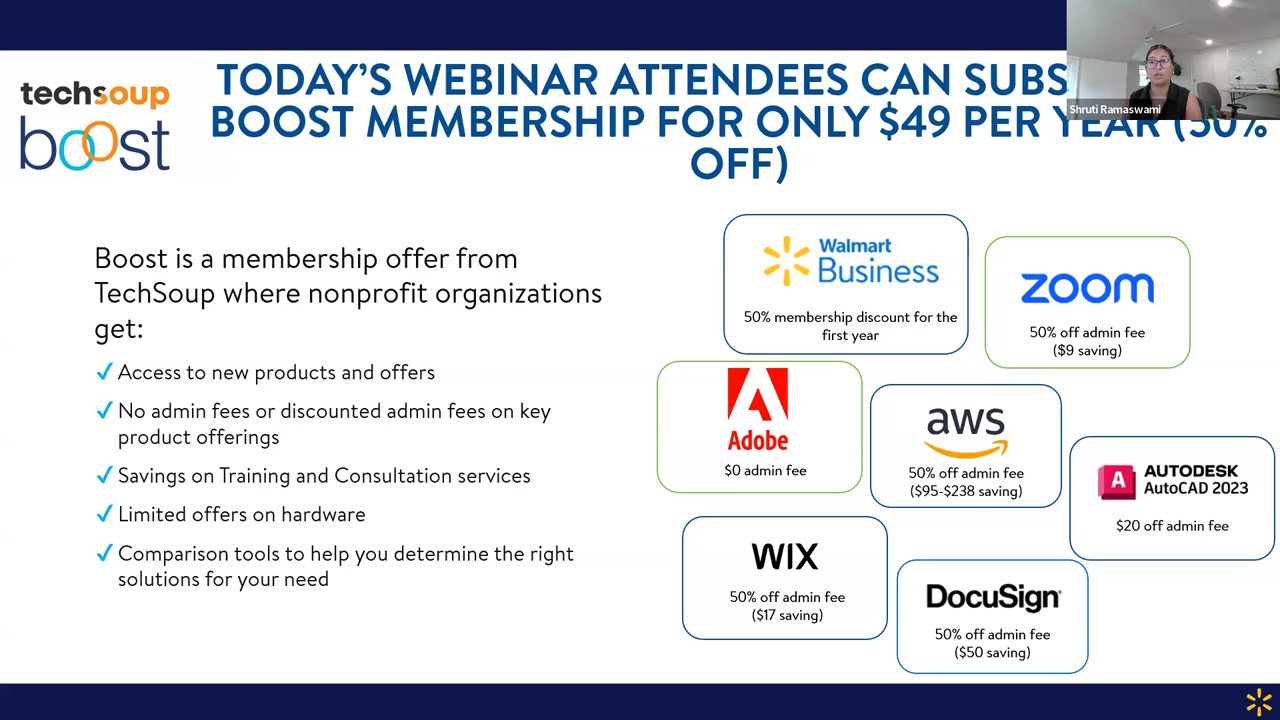 TODAY'S WEBINAR ATTENDEES CAN
BOOST MEMBERSHIP FOR ONLY $49 PER YEAR (50%
OFF)
Shruti Ramaswami
techsoup
boost
Boost is a membership offer from
TechSoup where nonprofit organizations
get:
✓ Access to new products and offers
✓ No admin fees or discounted admin fees on key
product offerings
✓ Savings on Training and Consultation services
✓ Limited offers on hardware
✓ Comparison tools to help you determine the right
solutions for your need
Walmart
Business
50% membership discount for the
first year
zoom
50% off admin fee
($9 saving)
Adobe
$0 admin fee
aws
50% off admin fee
($95-$238 saving)
A AUTODESK
AutoCAD 2023
$20 off admin fee
WIX
50% off admin fee
($17 saving)
DocuSign
50% off admin fee
($50 saving)